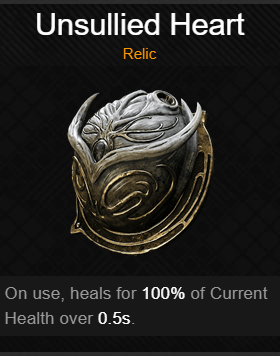 Unsullied Heart
Relic
On use, heals for 100% of Current
Health over 0.5s.